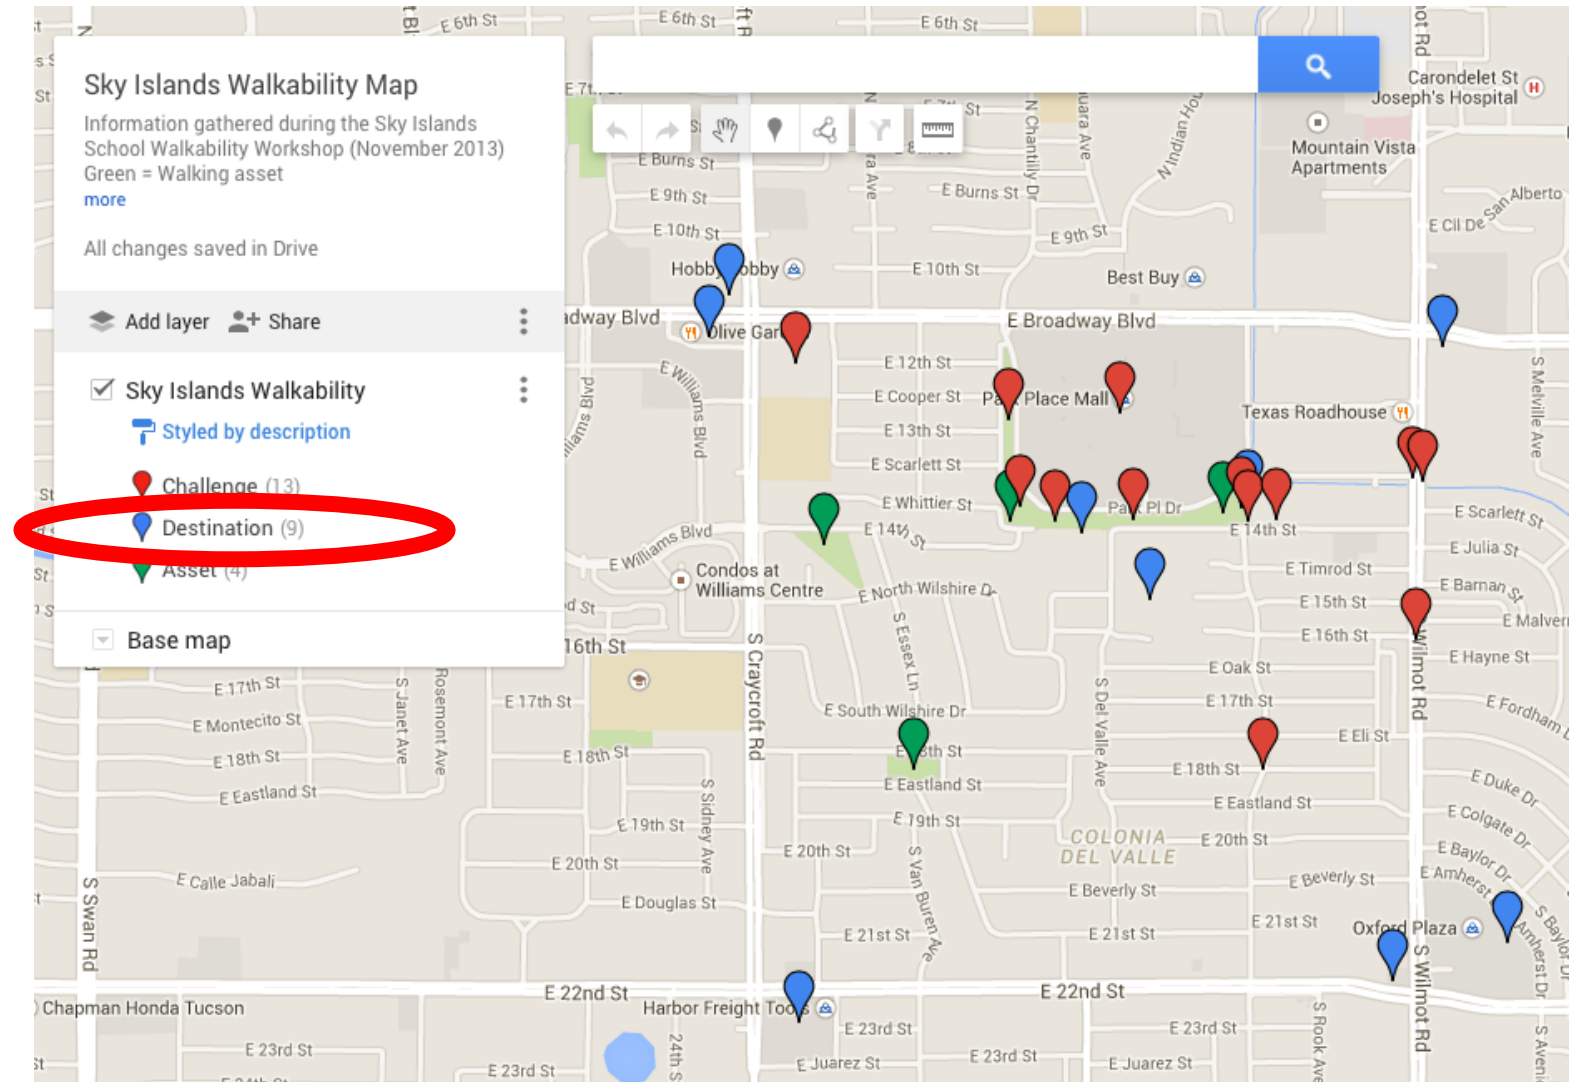 Sky Islands Walkability Map
Information gathered during the Sky Islands
School Walkability Workshop (November 2013)
Green = Walking asset
more
All changes saved in Drive
Add layer
Share
Sky Islands Walkability
Styled by description
Challenge (13)
Destination (9)
Asset (4)
Base map
E 6th St
E 6th St
E 6th St
Carondelet St
Joseph's Hospital
H
Mountain Vista
Apartments
N Chantilly Dr
E Burns St
E Burns St
E 9th St
E 9th St
E 10th St
E 10th St
Alberto
E Cil De San
Best Buy
Olive
E Broadway Blvd
E 12th St
E Cooper St
Place Mall
E 13th St
E Scarlett St
E Whittier St
E 14th St
Pl Dr
E 14th St
Texas Roadhouse
S Melville Ave
E Williams Blvd
E Williams Blvd
Condos at
Williams Centre
E North Wilshire Dr
E Timrod St
E 15th St
E 16th St
E Scarlett St
E Julia St
E Barnan St
E Hayne St
16th St
S Craycroft Rd
S Essex Ln
E Oak St
E 17th St
E 17th St
E 17th St
S Janet Ave
Rosemont Ave
E Montecito St
E 18th St
E 18th St
E Eastland St
E South Wilshire Dr
E Eastland St
S Del Valle Ave
E Eli St
E 18th St
E Eastland St
E Duke Dr
E Colgate Dr
E Baylor Dr
E 19th St
E 19th St
S Sidney Ave
E 20th St
E 20th St
COLONIA
DEL VALLE
E 20th St
E Calle Jabali
S Swan Rd
E Douglas St
S Van Buren Ave
E Beverly St
E Beverly St
E 21st St
E 21st St
E 21st St
Oxford Plaza
S Wilmot Rd
Amherst Dr
E 22nd St
E 22nd St
Chapman Honda Tucson
Harbor Freight Tools
E 23rd St
E 23rd St
E 23rd St
E 23rd St
E 23rd St
E Juarez St
E Juarez St
S Rook Ave